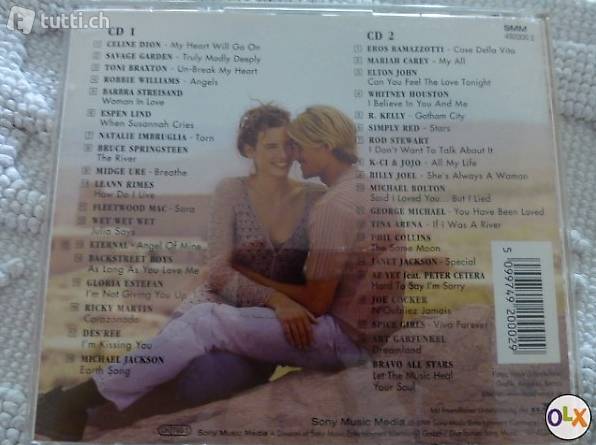 tutti.ch
CD 1
CELINE DION - My Heart Will Go On
SAVAGE GARDEN - Truly Madly Deeply
TONI BRAXTON - Un-Break My Heart
ROBBIE WILLIAMS - Angels
BARBRA STREISAND
Woman In Love
ESPEN LIND
When Susannah Cries
NATALIE IMBRUGLIA - Torn
BRUCE SPRINGSTEEN
The River
MIDGE URE - Breathe
LEANN RIMES
How Do I Live
FLEETWOOD MAC - Sara
WET WET WET
Julia Says
ETERNAL - Angel Of Mine
BACKSTREET BOYS
As Long As You Love Me
GLORIA ESTEFAN
I'm Not Giving You Up
RICKY MARTIN
Corazonado
DES'REE
I'm Kissing You
MICHAEL JACKSON
Earth Song
CD 2
SMM
EROS RAMAZZOTTI - Cose Della Vita
MARIAH CAREY - My All
ELTON JOHN
Can You Feel The Love Tonight
WHITNEY HOUSTON
I Believe In You And Me
R. KELLY - Gotham City
SIMPLY RED - Stars
ROD STEWART
I Don't Want To Talk About It
K-CI & JOJO - All My Life
BILLY JOEL - She's Always A Woman
MICHAEL BOLTON
Said I Loved You... But I Lied
GEORGE MICHAEL - You Have Been Loved
TINA ARENA - If I Was A River
PHIL COLLINS
The Same Moon
JANET JACKSON - Special
AZ YET feat. PETER CETERA
Hard To Say I'm Sorry
JOE COCKER
N'Oubliez Jamais
SPICE GIRLS - Viva Forever
ART GARFUNKEL
Dreamland
BRAVO ALL STARS
Let The Music Heal
Your Soul
5 099749 200029
Sony Music Media
Sony Music Media
OLX